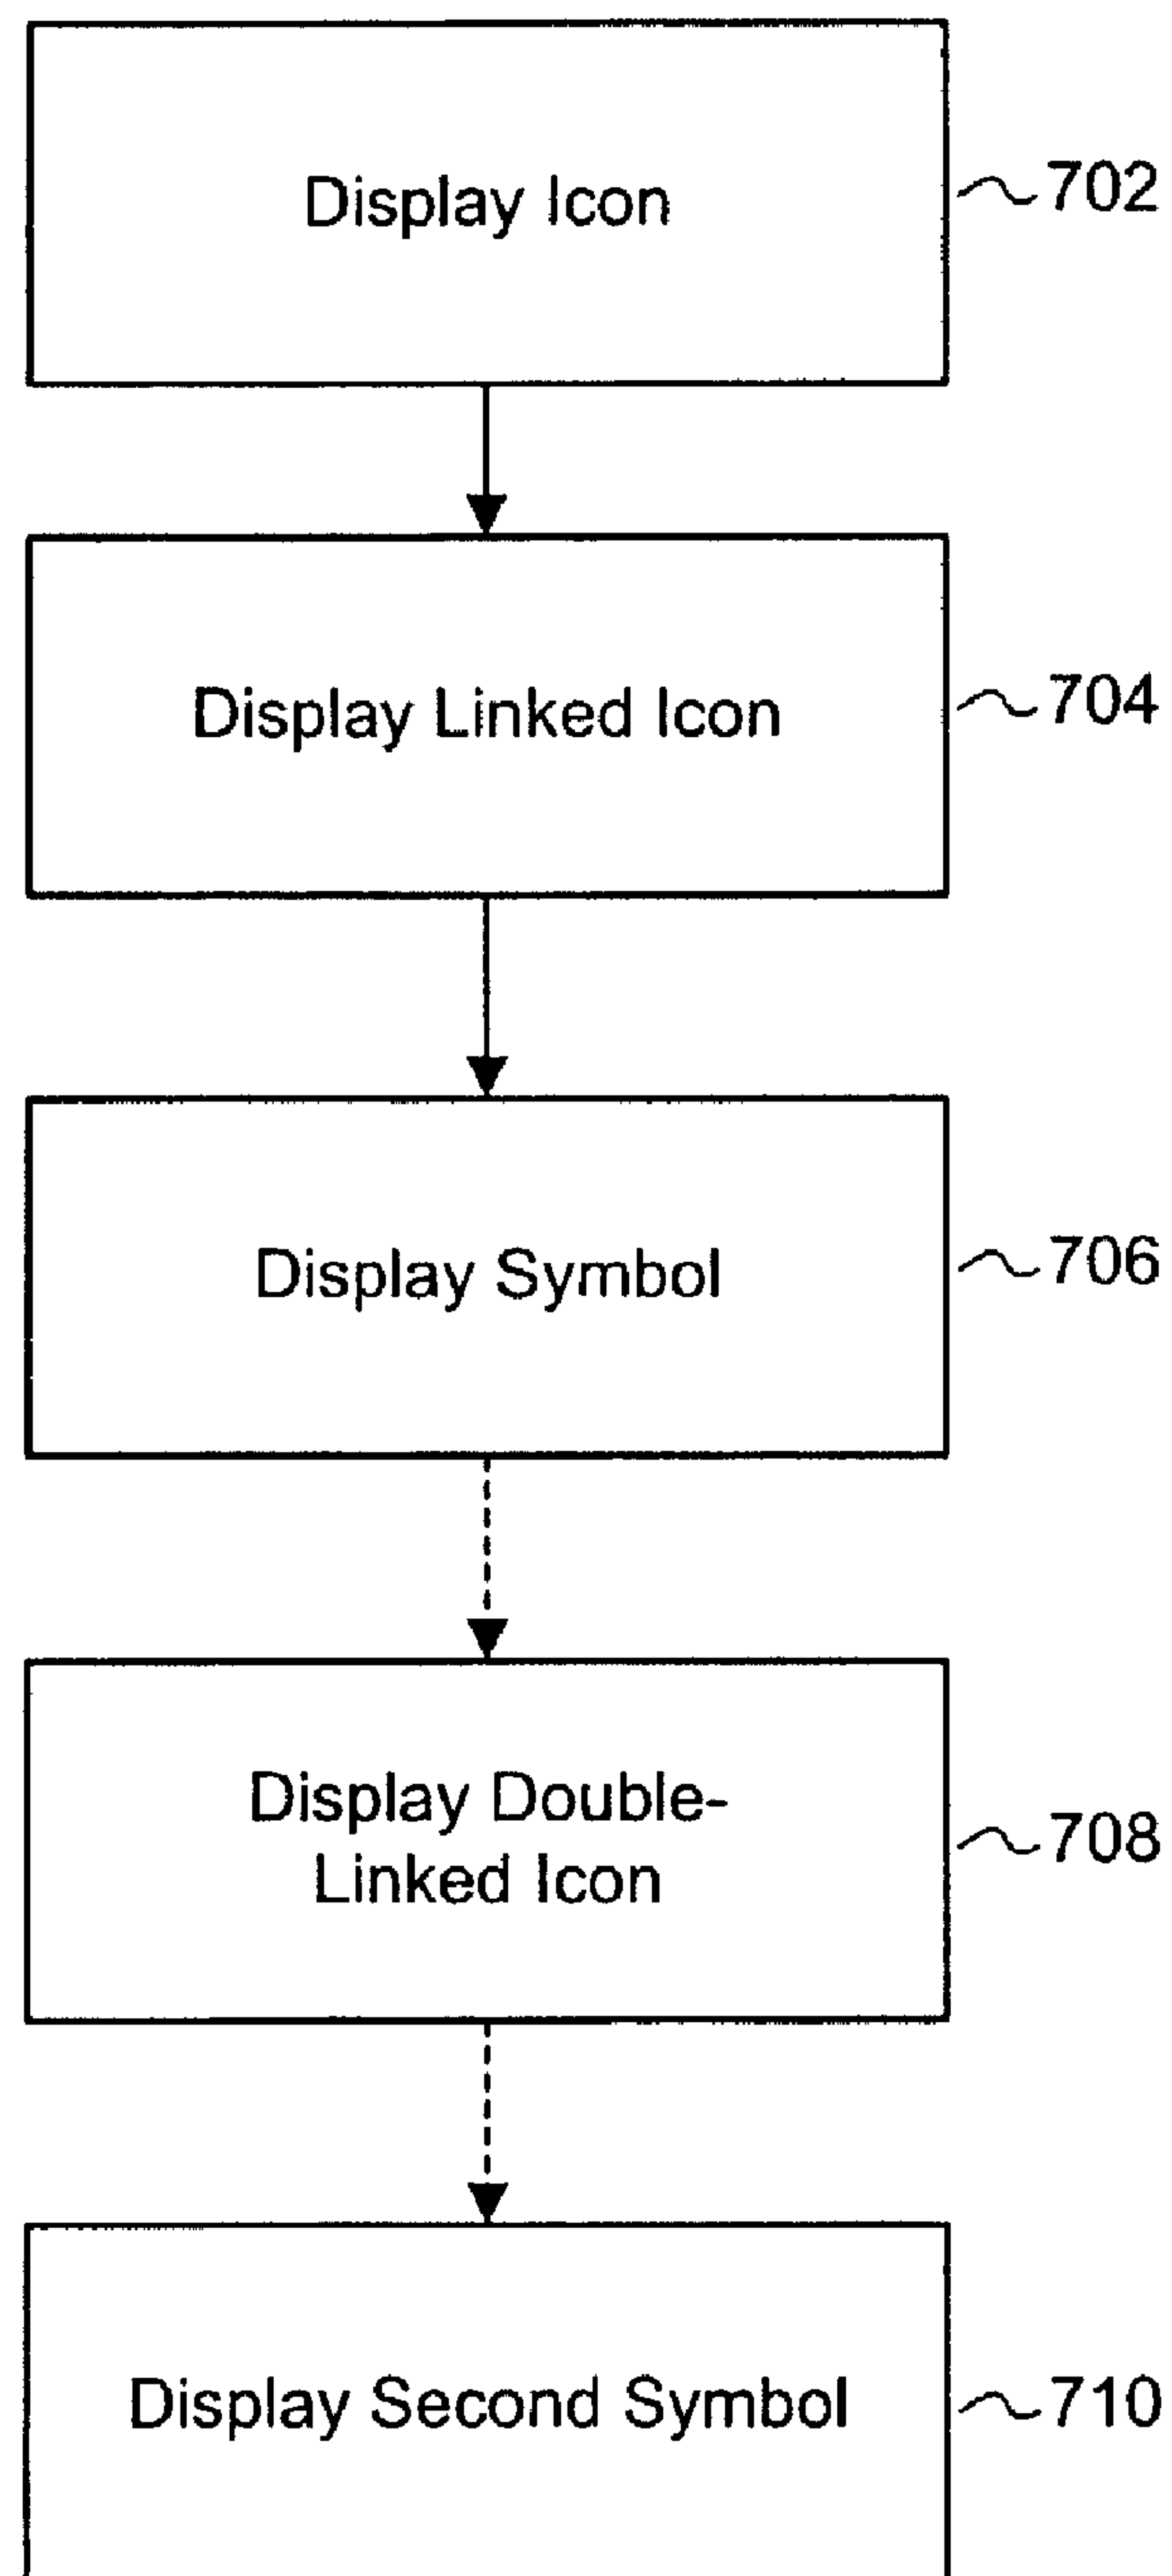 Display Icon
702
Display Linked Icon
704
Display Symbol
706
Display Double-
Linked Icon
708
Display Second Symbol
710